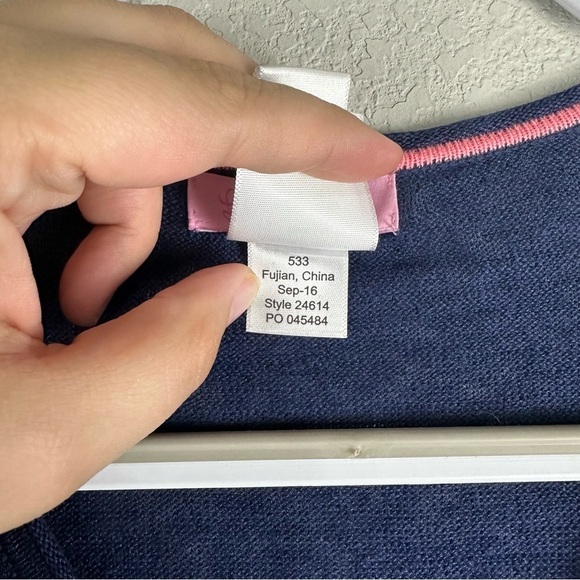 533
Fujian, China
Sep-16
Style 24614
PO 045484